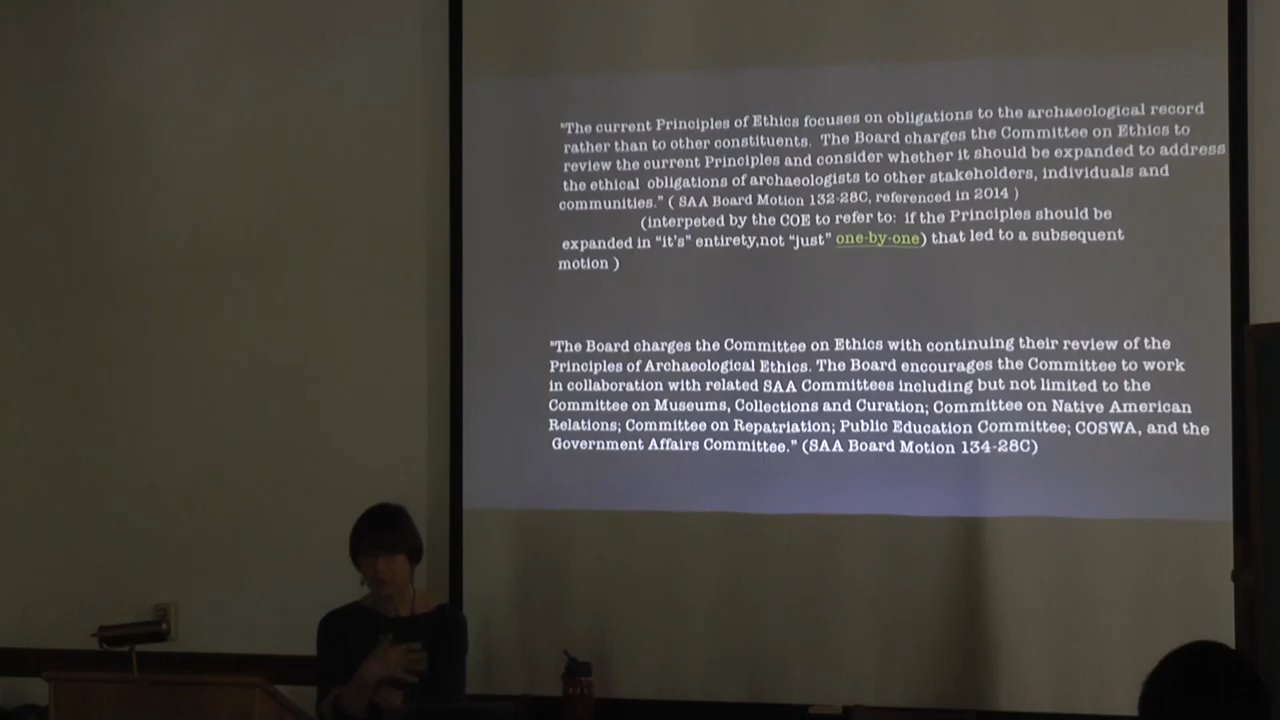 "The current Principles of Ethics focuses on obligations to the archaeological record
rather than to other constituents. The Board charges the Committee on Ethics to
review the current Principles and consider whether it should be expanded to address
the ethical obligations of archaeologists to other stakeholders, individuals and
communities." ( SAA Board Motion 132-28C, referenced in 2014 )
(interpeted by the COE to refer to: if the Principles should be
expanded in "it's" entirety,not "just" one-by-one) that led to a subsequent
motion )
"The Board charges the Committee on Ethics with continuing their review of the
Principles of Archaeological Ethics. The Board encourages the Committee to work
in collaboration with related SAA Committees including but not limited to the
Committee on Museums, Collections and Curation; Committee on Native American
Relations; Committee on Repatriation; Public Education Committee; COSWA, and the
Government Affairs Committee." (SAA Board Motion 134-28C)